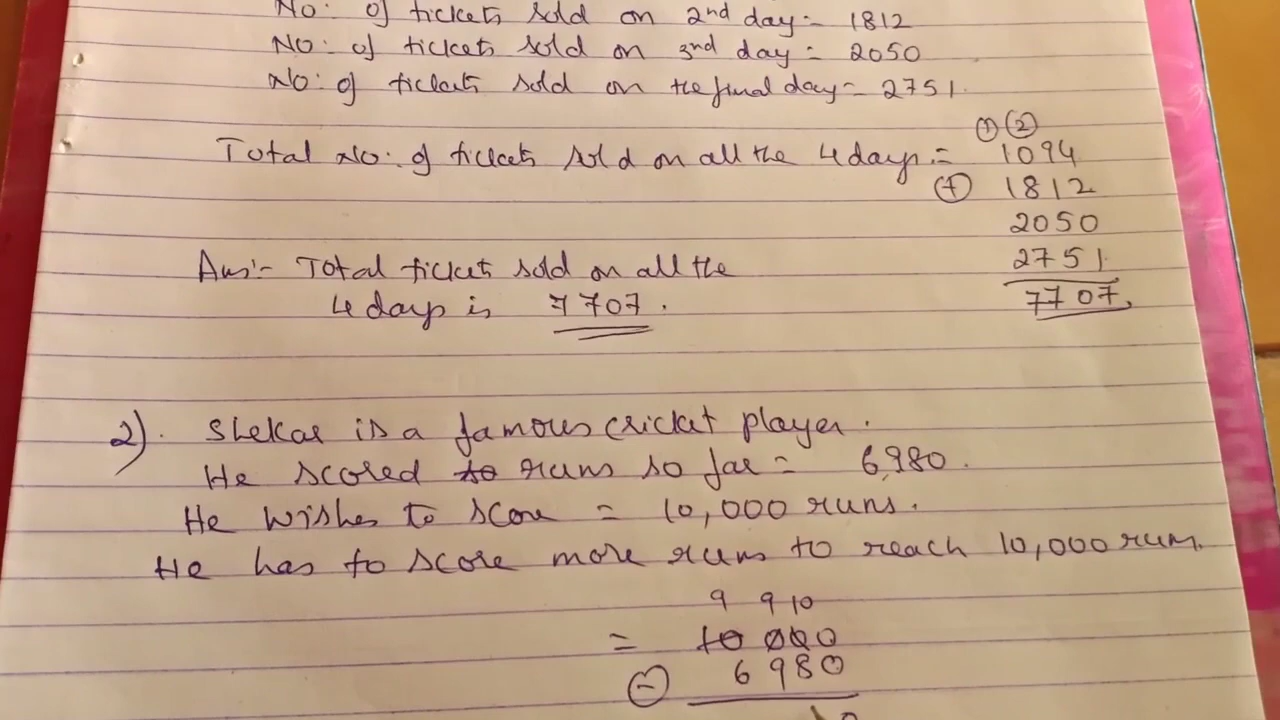 No: of tickets sold on 2nd day = 1812
No: of tickets sold on 3rd day = 2050
No: of tickets sold on the final day = 2751.
① ②
Total No: of tickets sold on all the 4 days = 1094
(+) 1812
2050
2751.
7707.
Ans:- Total tickets sold on all the
4 days is 7707.
2). Shekar is a famous cricket player.
He scored to runs so far = 6,980.
He wishes to score = 10,000 runs.
He has to score more runs to reach 10,000 runs.
9 9 10
= 10 000
(-) 6980